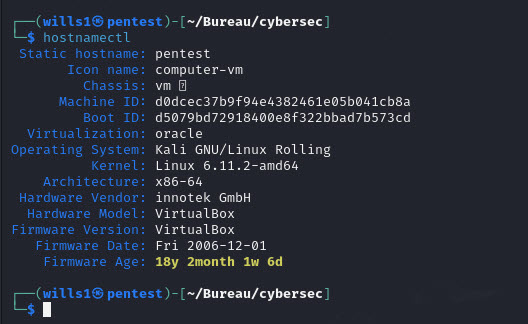 ┌──(wills1㉿pentest)-[~/Bureau/cybersec]
└─$ hostnamectl
Static hostname: pentest
Icon name: computer-vm
Chassis: vm
Machine ID: d0dcec37b9f94e4382461e05b041cb8a
Boot ID: d5079bd72918400e8f322bbad7b573cd
Virtualization: oracle
Operating System: Kali GNU/Linux Rolling
Kernel: Linux 6.11.2-amd64
Architecture: x86-64
Hardware Vendor: innotek GmbH
Hardware Model: VirtualBox
Firmware Version: VirtualBox
Firmware Date: Fri 2006-12-01
Firmware Age: 18y 2month 1w 6d
┌──(wills1㉿pentest)-[~/Bureau/cybersec]
└─$